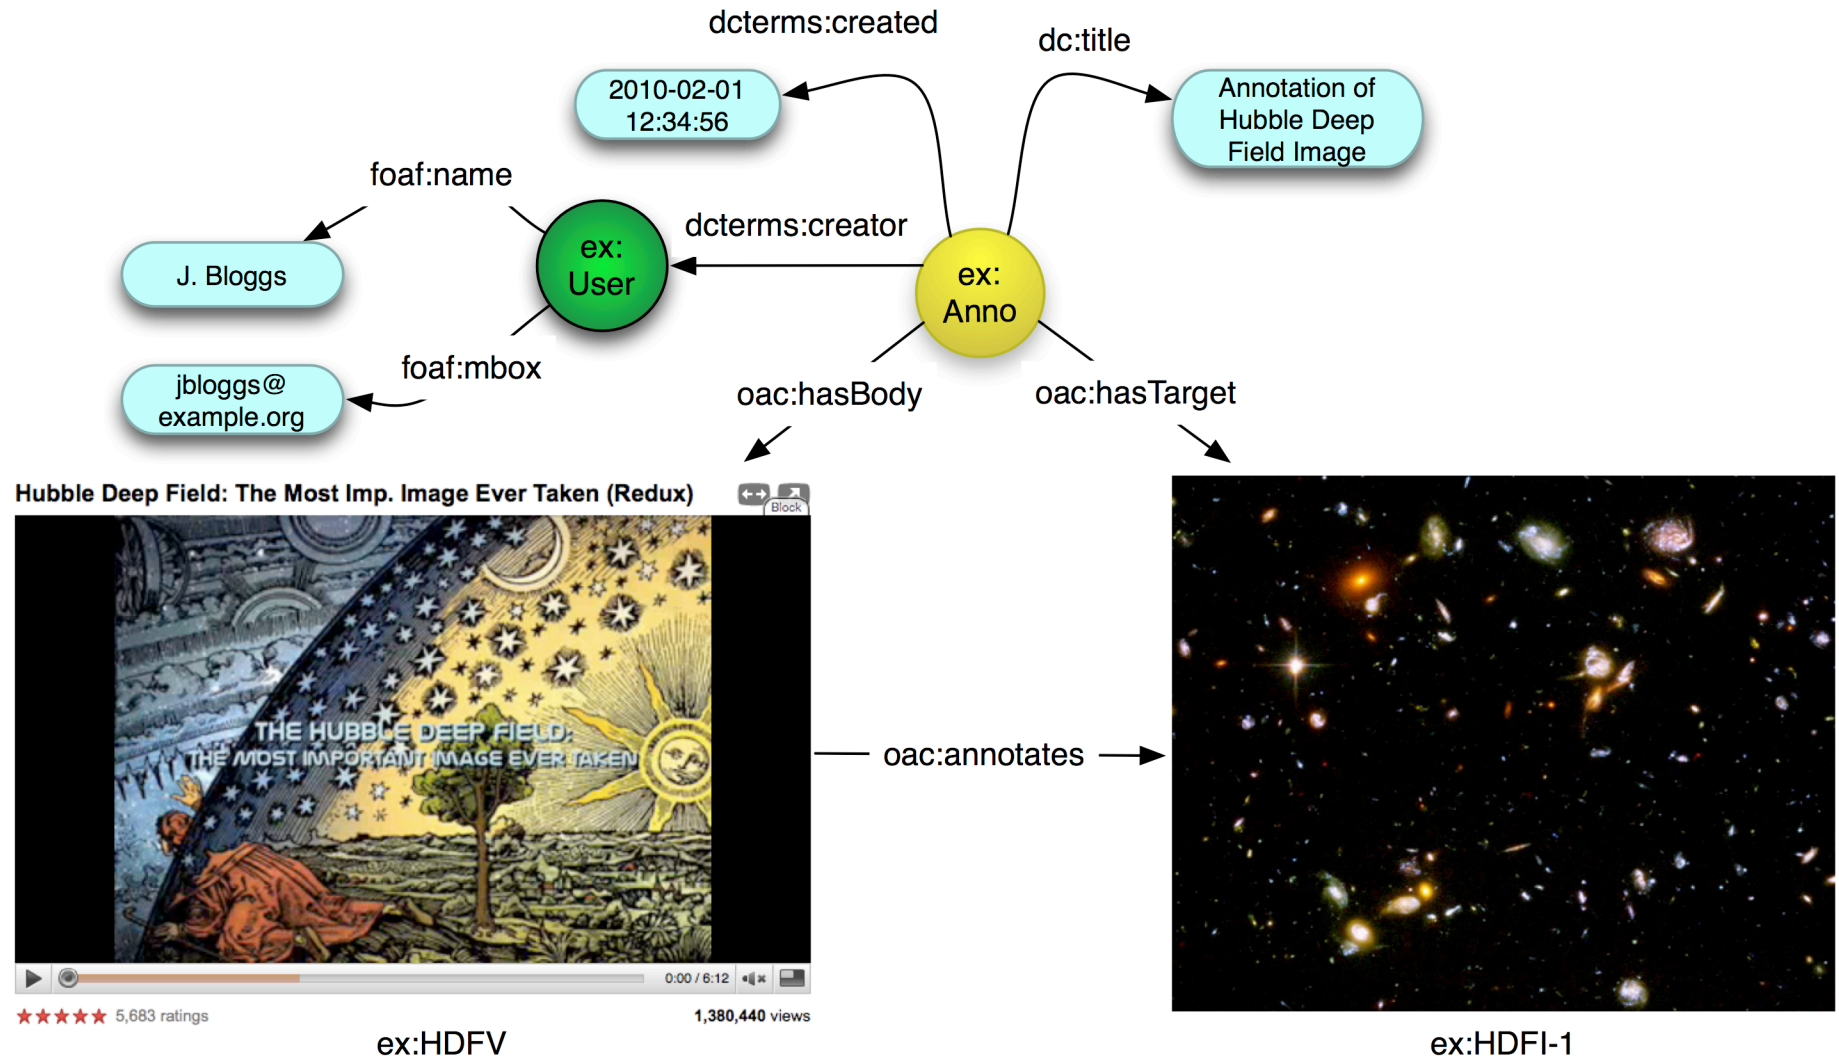 dcterms:created
dc:title
2010-02-01
12:34:56
Annotation of
Hubble Deep
Field Image
foaf:name
dcterms:creator
ex:
User
ex:
Anno
J. Bloggs
foaf:mbox
jbloggs@
example.org
oac:hasBody
oac:hasTarget
Hubble Deep Field: The Most Imp. Image Ever Taken (Redux)
Block
THE HUBBLE DEEP FIELD:
THE MOST IMPORTANT IMAGE EVER TAKEN
oac:annotates
0:00 / 6:12
5,683 ratings
1,380,440 views
ex:HDFV
ex:HDFI-1